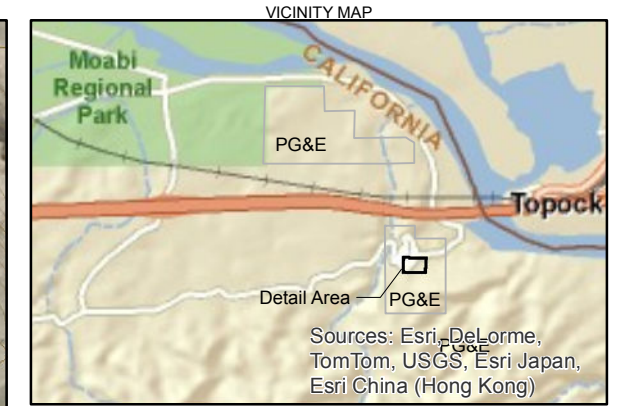 VICINITY MAP
Moabi
Regional
Park
CALIFORNIA
PG&E
Topock
Detail Area
PG&E
PG&E
Sources: Esri, DeLorme,
TomTom, USGS, Esri Japan,
Esri China (Hong Kong)